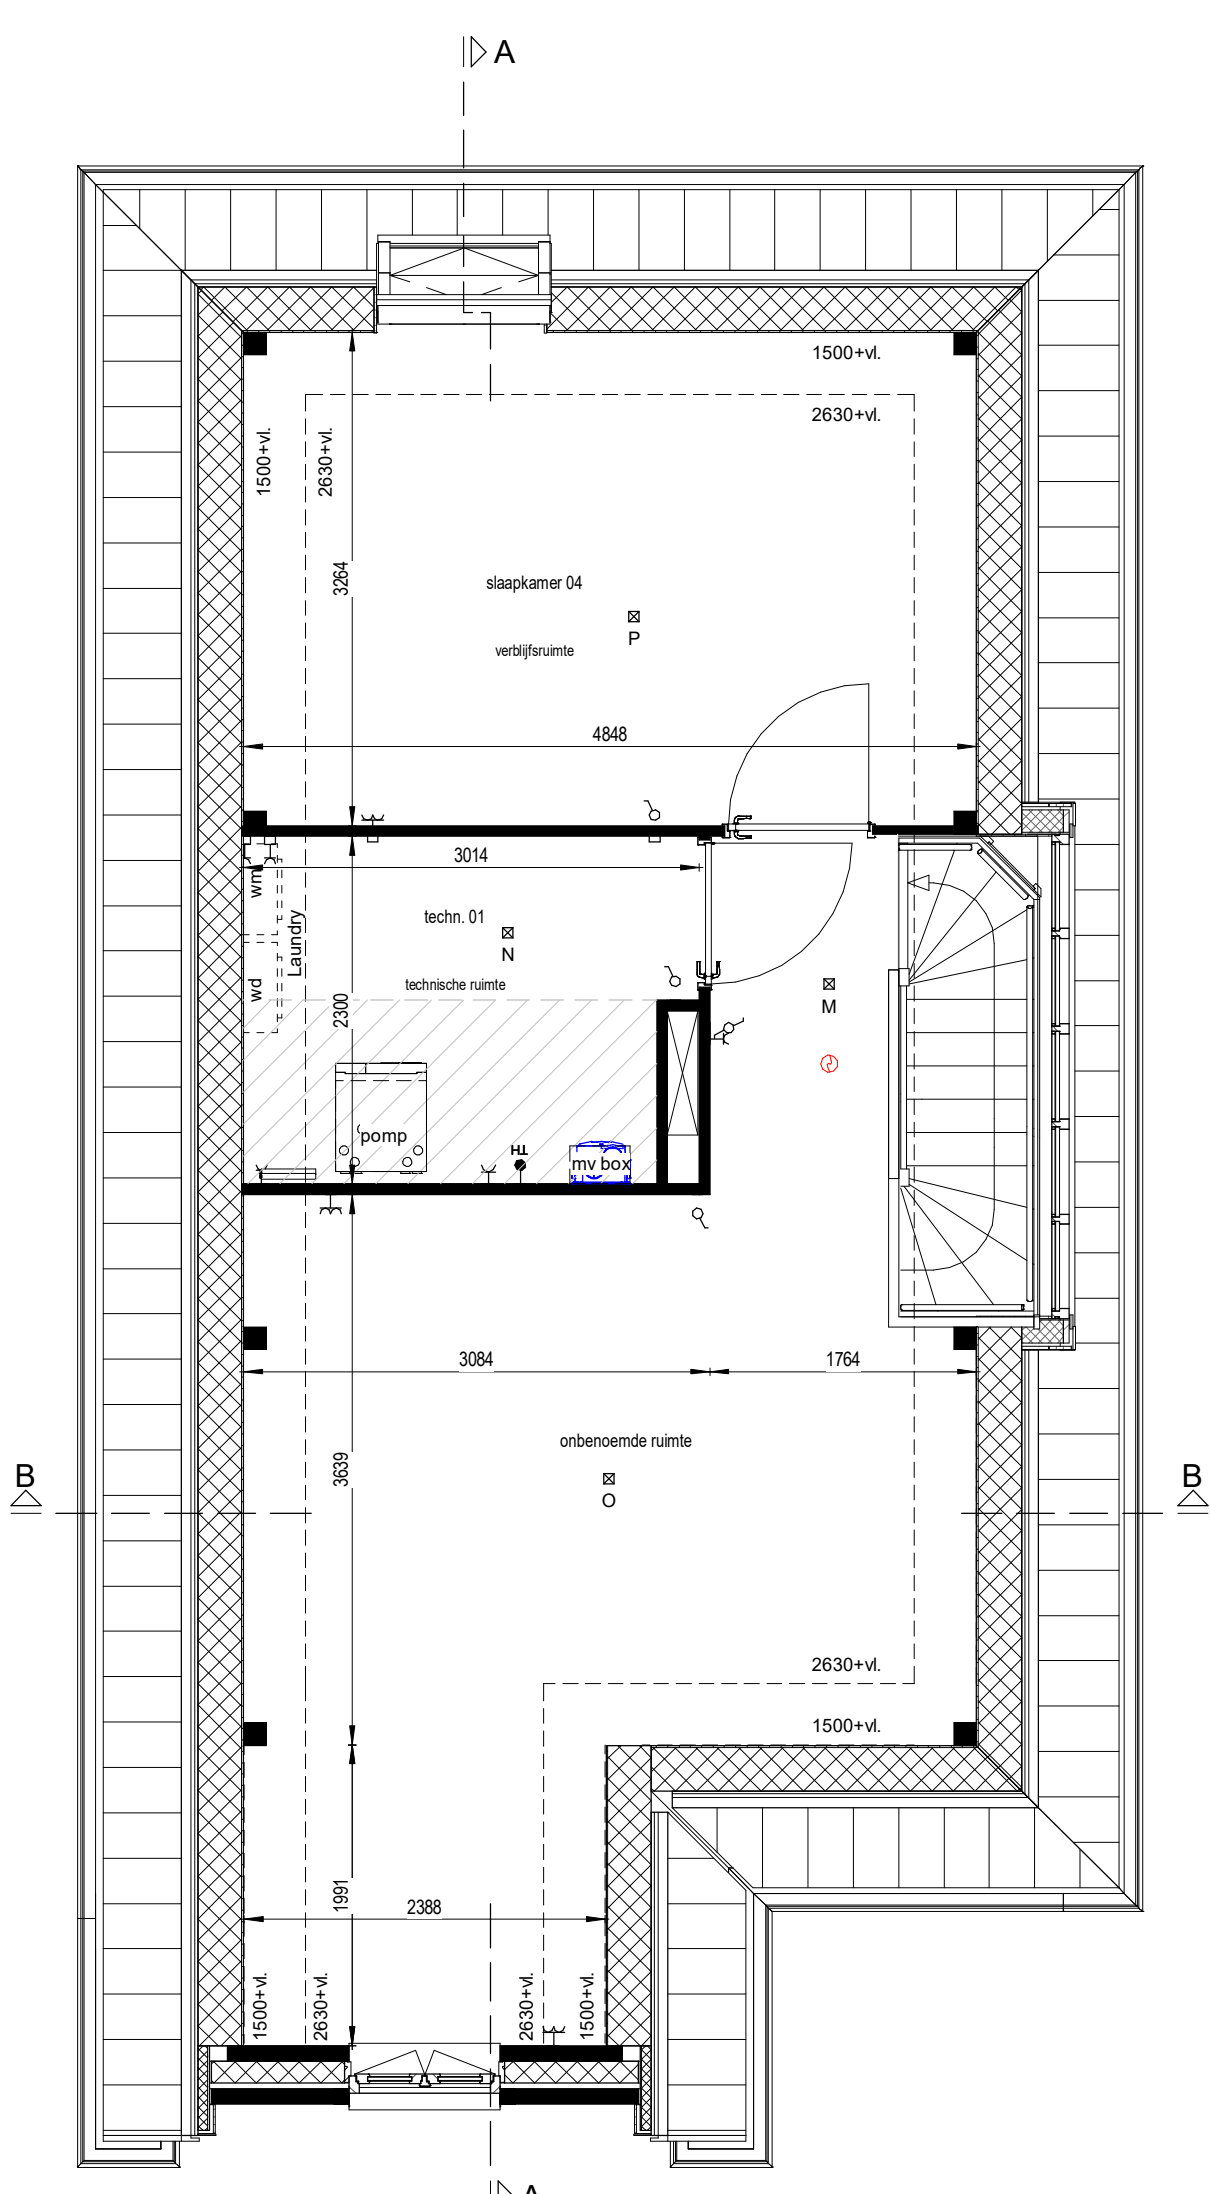 A
1500+vl.
2630+vl.
1500+vl.
2630+vl.
3264
slaapkamer 04
P
verblijfsruimte
4848
3014
wm
Laundry
techn. 01
N
wd
technische ruimte
2300
M
pomp
mv box
3084
1764
onbenoemde ruimte
3639
O
B
B
2630+vl.
1500+vl.
1991
2388
1500+vl.
2630+vl.
2630+vl.
1500+vl.
A